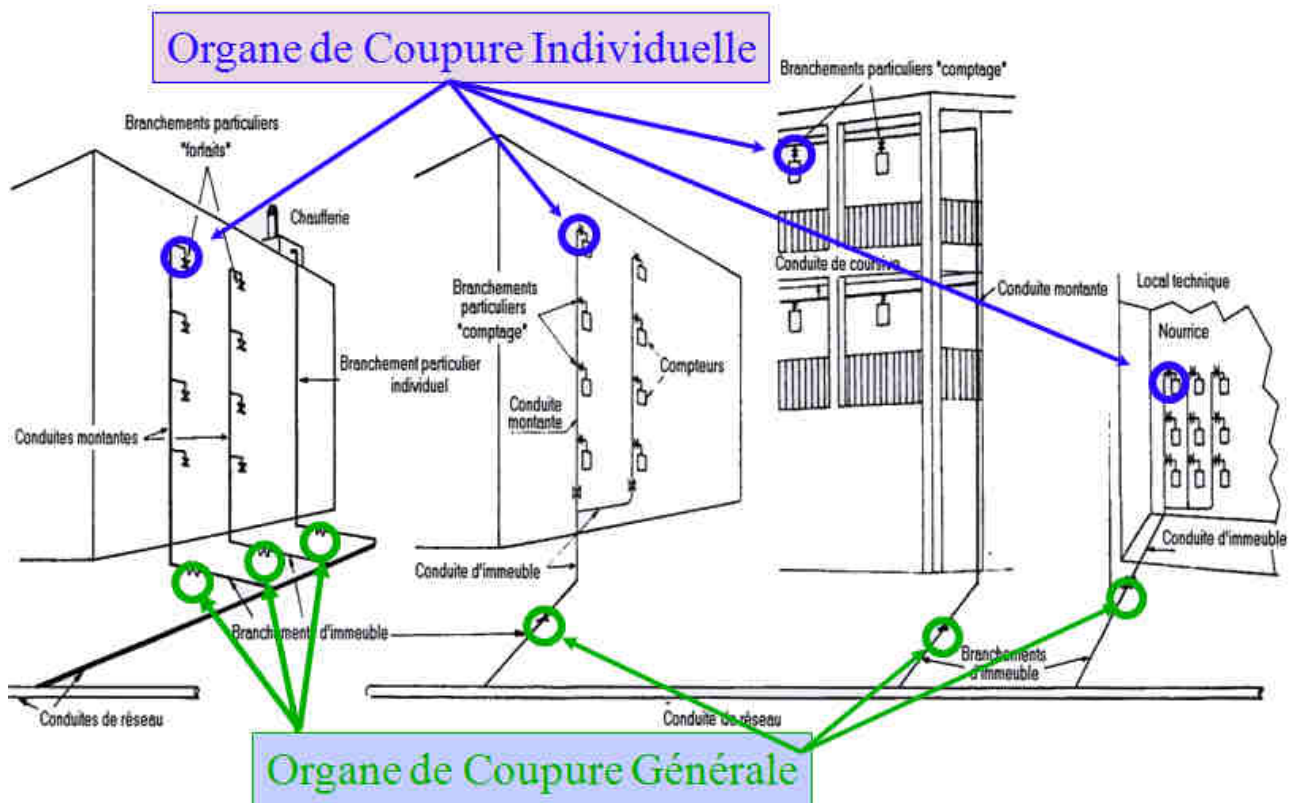 Organe de Coupure Individuelle
Branchements particuliers "comptage"
Branchements particuliers
"forfaits"
Chaufferie
Conduite de coursive
Conduite montante
Local technique
Nourrice
Branchements
particuliers
"comptage"
Compteurs
Branchement particulier
individuel
Conduite
montante
Conduites montantes
Conduite d'immeuble
Conduite d'immeuble
Branchements d'immeuble
Branchements
d'immeuble
Conduites de réseau
Conduite de réseau
Organe de Coupure Générale